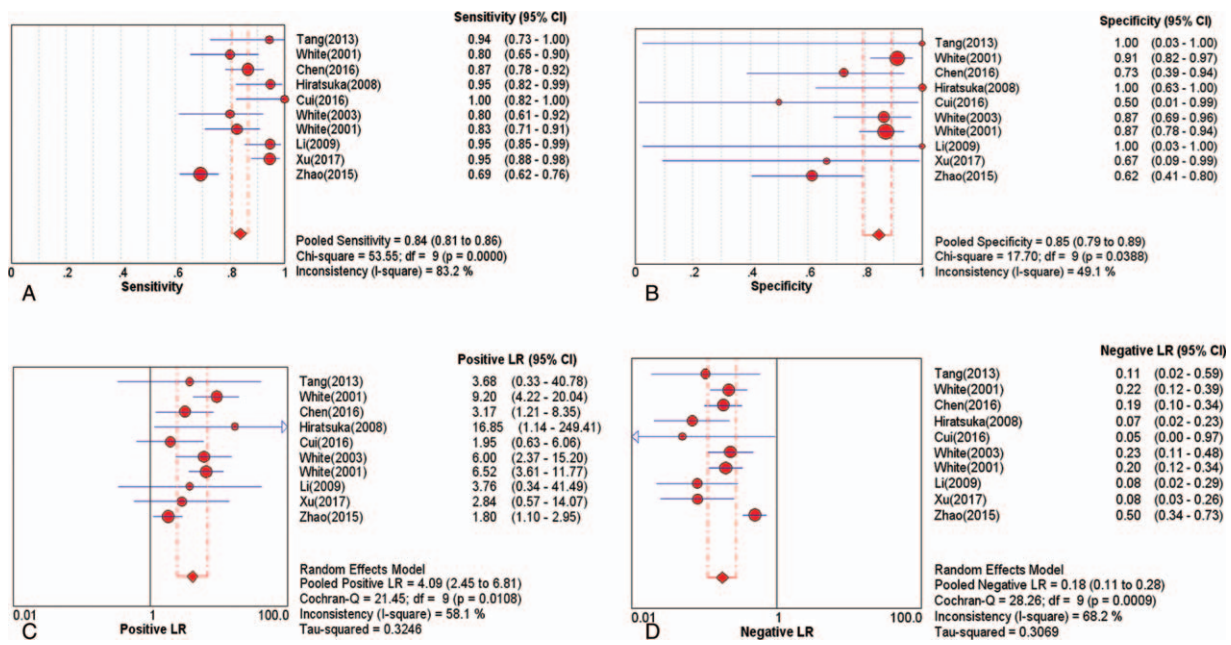 Sensitivity (95% CI)
Tang(2013) 0.94 (0.73 - 1.00)
White(2001) 0.80 (0.65 - 0.90)
Chen(2016) 0.87 (0.78 - 0.92)
Hiratsuka(2008) 0.95 (0.82 - 0.99)
Cui(2016) 1.00 (0.82 - 1.00)
White(2003) 0.80 (0.61 - 0.92)
White(2001) 0.83 (0.71 - 0.91)
Li(2009) 0.95 (0.85 - 0.99)
Xu(2017) 0.95 (0.88 - 0.98)
Zhao(2015) 0.69 (0.62 - 0.76)
Pooled Sensitivity = 0.84 (0.81 to 0.86)
Chi-square = 53.55; df = 9 (p = 0.0000)
Inconsistency (I-square) = 83.2 %
0 .2 .4 .6 .8 1
Sensitivity
A
Specificity (95% CI)
Tang(2013) 1.00 (0.03 - 1.00)
White(2001) 0.91 (0.82 - 0.97)
Chen(2016) 0.73 (0.39 - 0.94)
Hiratsuka(2008) 1.00 (0.63 - 1.00)
Cui(2016) 0.50 (0.01 - 0.99)
White(2003) 0.87 (0.69 - 0.96)
White(2001) 0.87 (0.78 - 0.94)
Li(2009) 1.00 (0.03 - 1.00)
Xu(2017) 0.67 (0.09 - 0.99)
Zhao(2015) 0.62 (0.41 - 0.80)
Pooled Specificity = 0.85 (0.79 to 0.89)
Chi-square = 17.70; df = 9 (p = 0.0388)
Inconsistency (I-square) = 49.1 %
0 .2 .4 .6 .8 1
Specificity
B
Positive LR (95% CI)
Tang(2013) 3.68 (0.33 - 40.78)
White(2001) 9.20 (4.22 - 20.04)
Chen(2016) 3.17 (1.21 - 8.35)
Hiratsuka(2008) 16.85 (1.14 - 249.41)
Cui(2016) 1.95 (0.63 - 6.06)
White(2003) 6.00 (2.37 - 15.20)
White(2001) 6.52 (3.61 - 11.77)
Li(2009) 3.76 (0.34 - 41.49)
Xu(2017) 2.84 (0.57 - 14.07)
Zhao(2015) 1.80 (1.10 - 2.95)
Random Effects Model
Pooled Positive LR = 4.09 (2.45 to 6.81)
Cochran-Q = 21.45; df = 9 (p = 0.0108)
Inconsistency (I-square) = 58.1 %
Tau-squared = 0.3246
0.01 1 100.0
Positive LR
C
Negative LR (95% CI)
Tang(2013) 0.11 (0.02 - 0.59)
White(2001) 0.22 (0.12 - 0.39)
Chen(2016) 0.19 (0.10 - 0.34)
Hiratsuka(2008) 0.07 (0.02 - 0.23)
Cui(2016) 0.05 (0.00 - 0.97)
White(2003) 0.23 (0.11 - 0.48)
White(2001) 0.20 (0.12 - 0.34)
Li(2009) 0.08 (0.02 - 0.29)
Xu(2017) 0.08 (0.03 - 0.26)
Zhao(2015) 0.50 (0.34 - 0.73)
Random Effects Model
Pooled Negative LR = 0.18 (0.11 to 0.28)
Cochran-Q = 28.26; df = 9 (p = 0.0009)
Inconsistency (I-square) = 68.2 %
Tau-squared = 0.3069
0.01 1 100.0
Negative LR
D